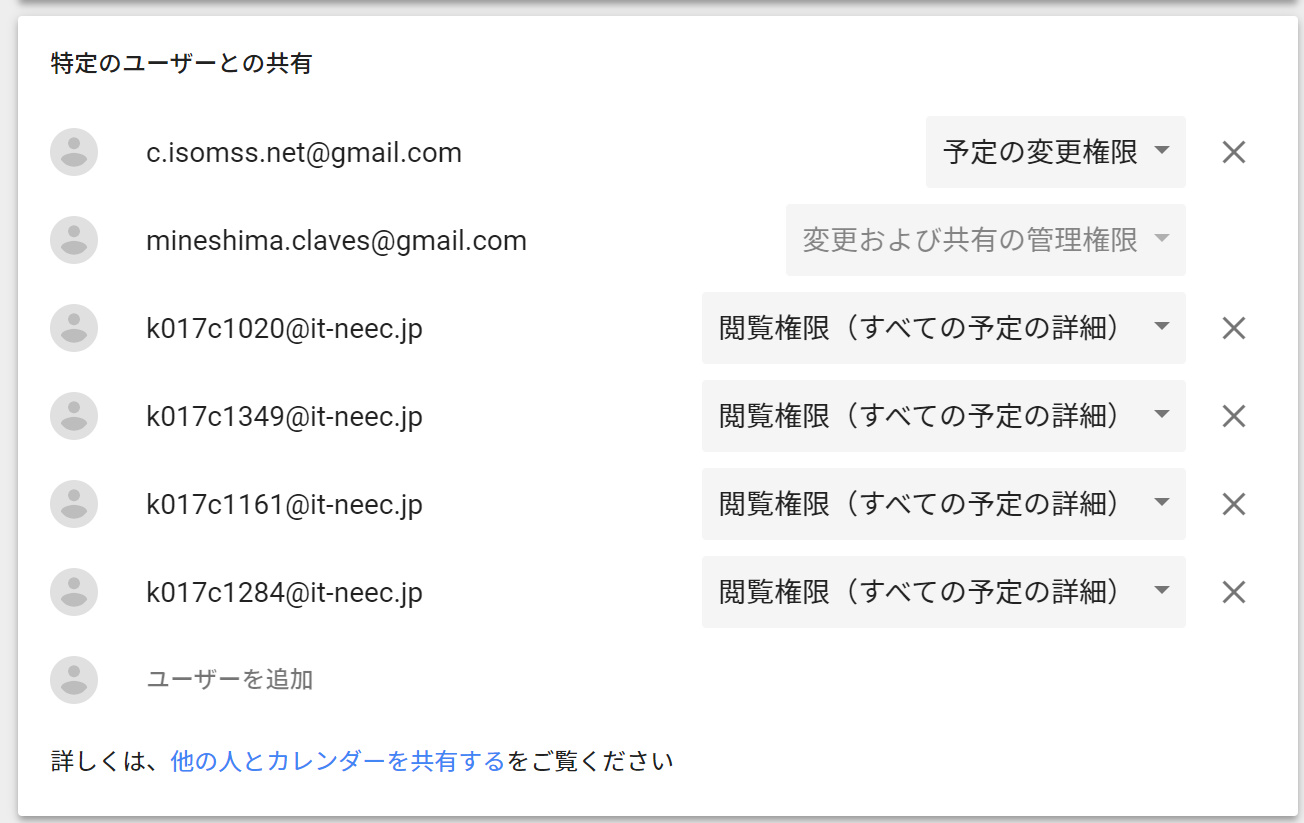 特定のユーザーとの共有
c.isomss.net@gmail.com 予定の変更権限
mineshima.claves@gmail.com 変更および共有の管理権限
k017c1020@it-neec.jp 閲覧権限（すべての予定の詳細）
k017c1349@it-neec.jp 閲覧権限（すべての予定の詳細）
k017c1161@it-neec.jp 閲覧権限（すべての予定の詳細）
k017c1284@it-neec.jp 閲覧権限（すべての予定の詳細）
ユーザーを追加
詳しくは、他の人とカレンダーを共有するをご覧ください